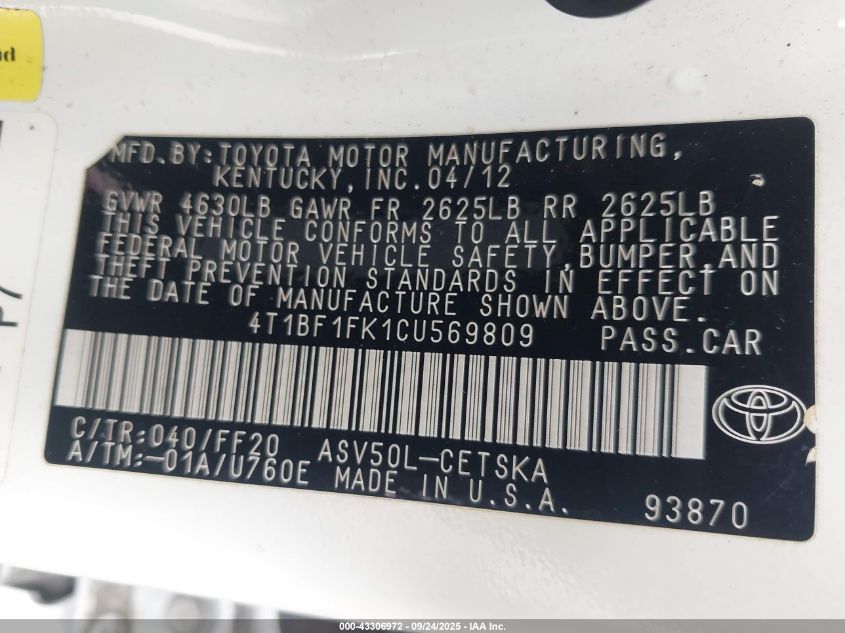 nd
MFD.BY:TOYOTA MOTOR MANUFACTURING,
KENTUCKY,INC.04/12
GVWR 4630LB GAWR FR 2625LB RR 2625LB
THIS VEHICLE CONFORMS TO ALL APPLICABLE
FEDERAL MOTOR VEHICLE SAFETY,BUMPER,AND
THEFT PREVENTION STANDARDS IN EFFECT ON
THE DATE OF MANUFACTURE SHOWN ABOVE.
4T1BF1FK1CU569809 PASS.CAR
C/TR:040/FF20 ASV50L-CETSKA
A/TM:-01A/U760E MADE IN U.S.A.
93870
000-43306972 - 09/24/2025 - IAA Inc.